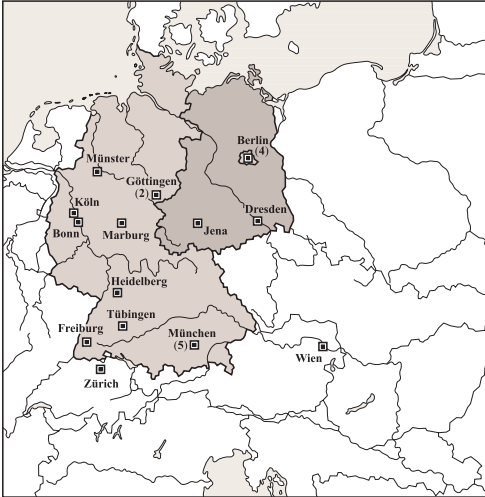 Berlin
(4)
Münster
Göttingen
(2)
Köln
Dresden
Bonn
Marburg
Jena
Heidelberg
Tübingen
Freiburg
München
(5)
Wien
Zürich